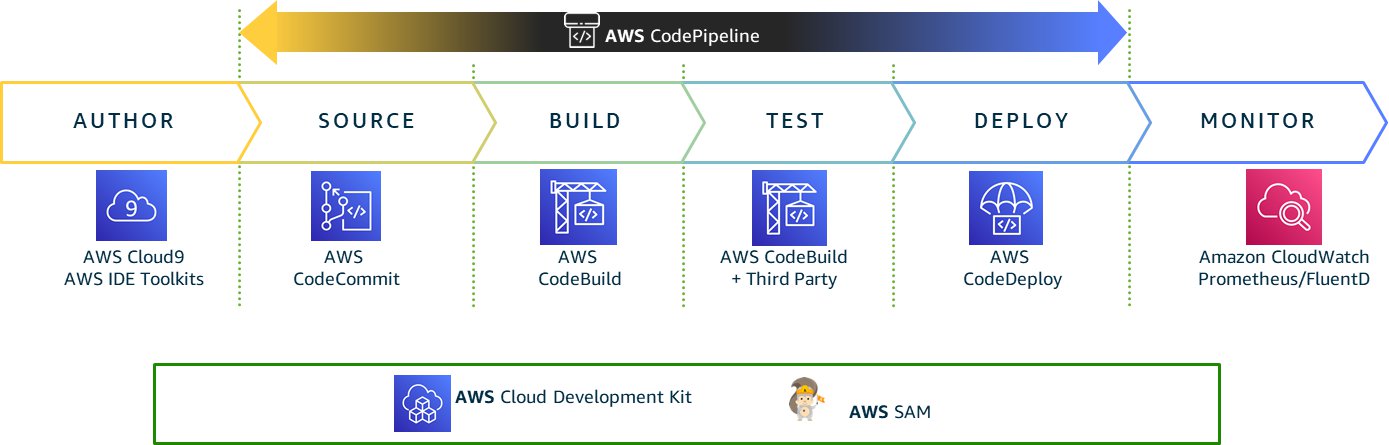 AWS CodePipeline
AUTHOR
SOURCE
BUILD
TEST
DEPLOY
MONITOR
9
AWS Cloud9
AWS IDE Toolkits
AWS
CodeCommit
AWS
CodeBuild
AWS CodeBuild
+ Third Party
AWS
CodeDeploy
Amazon CloudWatch
Prometheus/FluentD
AWS Cloud Development Kit
AWS SAM